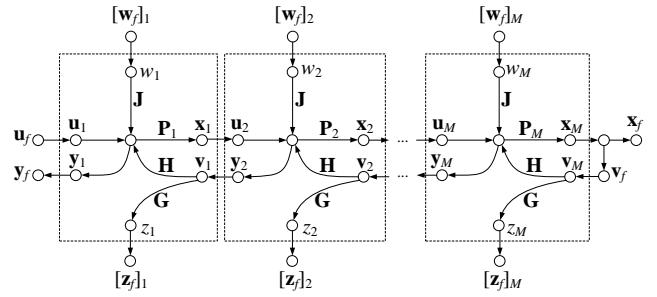 [w_f]_1 [w_f]_2 [w_f]_M
w_1 w_2 w_M
J J J
u_f u_1 P_1 x_1 u_2 P_2 x_2 ... u_M P_M x_M x_f
y_f y_1 H v_1 y_2 H v_2 ... y_M H v_M v_f
G G G
z_1 z_2 z_M
[z_f]_1 [z_f]_2 [z_f]_M